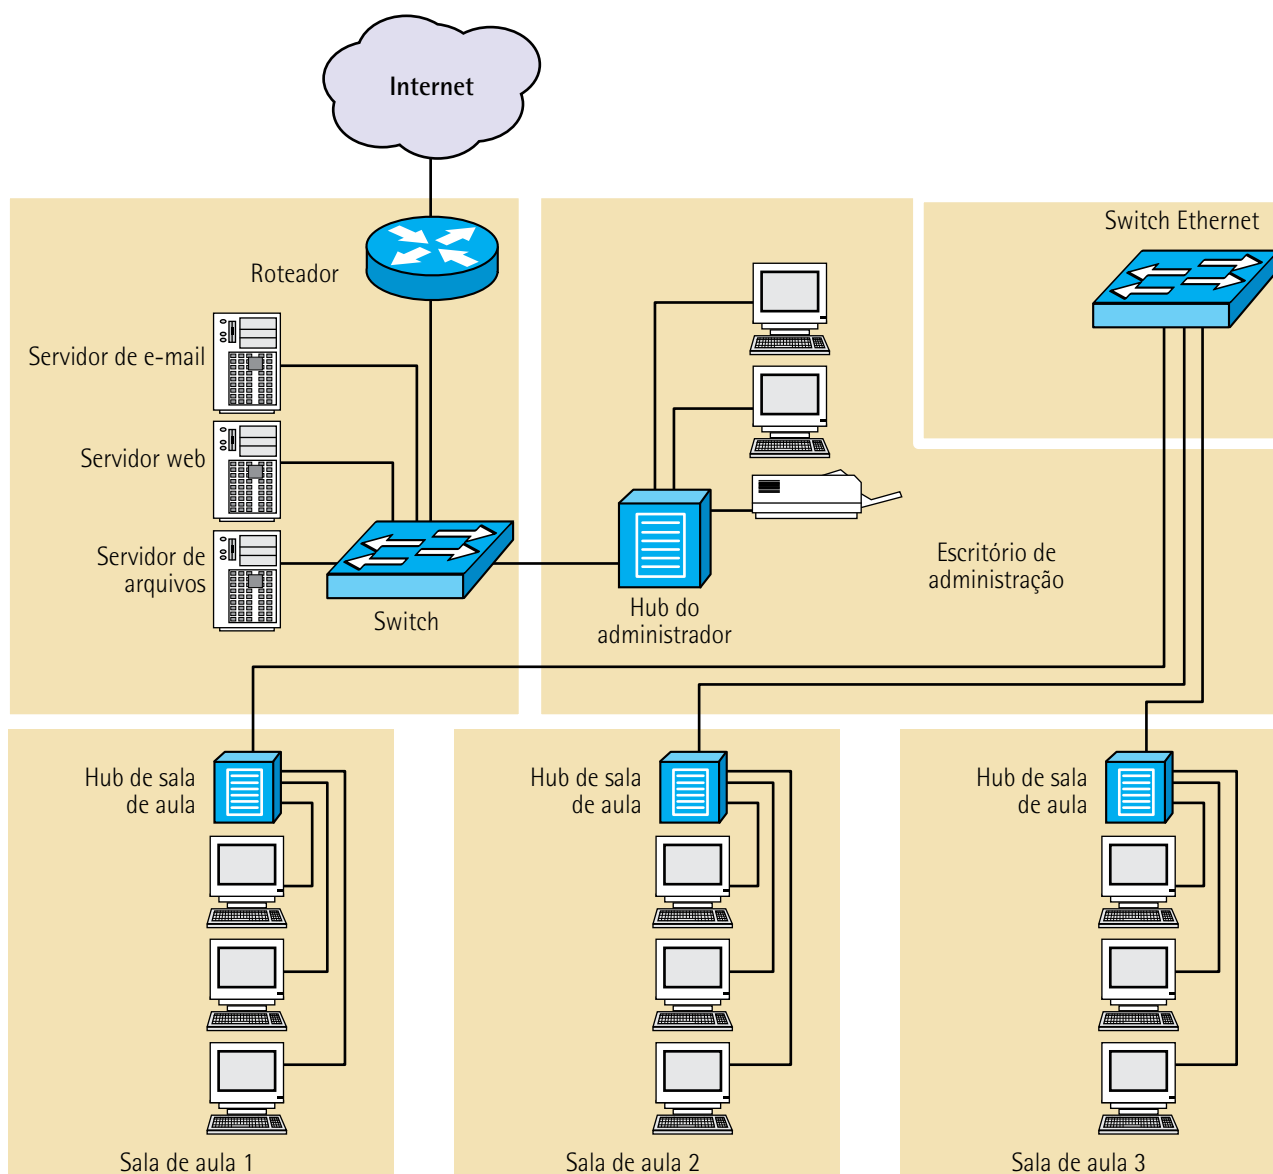 Internet
Switch Ethernet
Roteador
Servidor de e-mail
Servidor web
Servidor de
arquivos
Switch
Hub do
administrador
Escritório de
administração
Hub de sala
de aula
Hub de sala
de aula
Hub de sala
de aula
Sala de aula 1
Sala de aula 2
Sala de aula 3